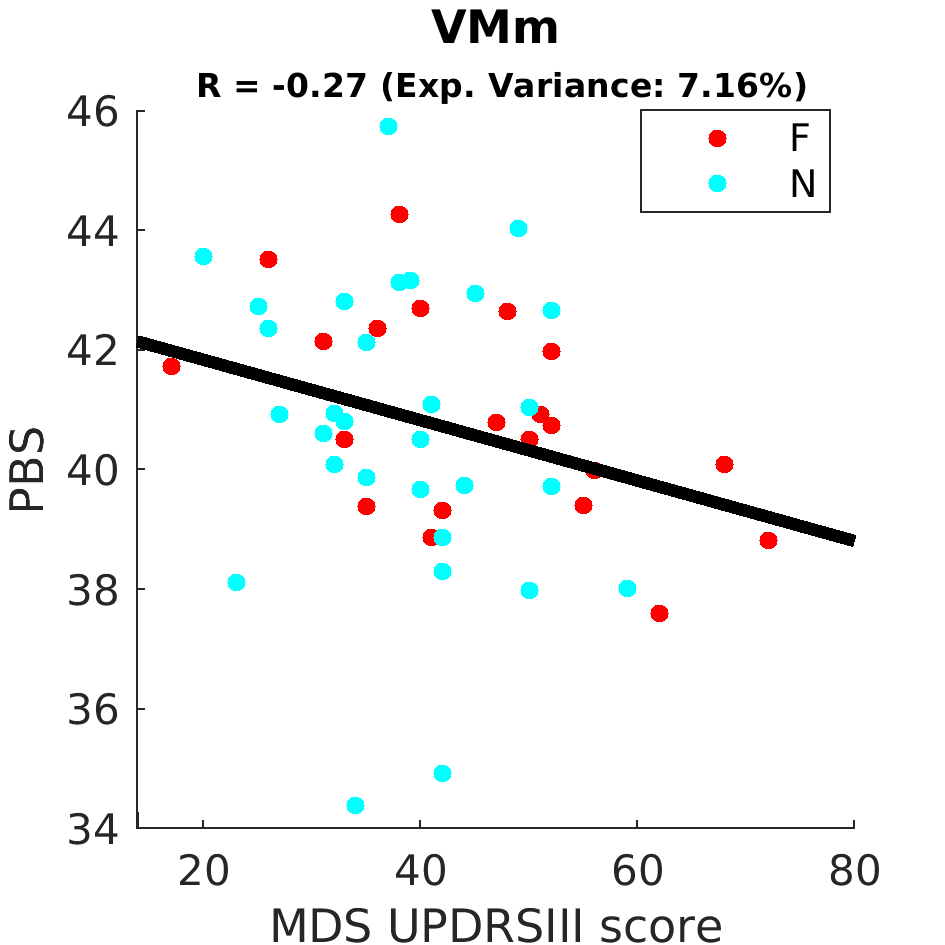 VMm
R = -0.27 (Exp. Variance: 7.16%)
F
N
46
44
42
40
38
36
34
PBS
20 40 60 80
MDS UPDRSIII score